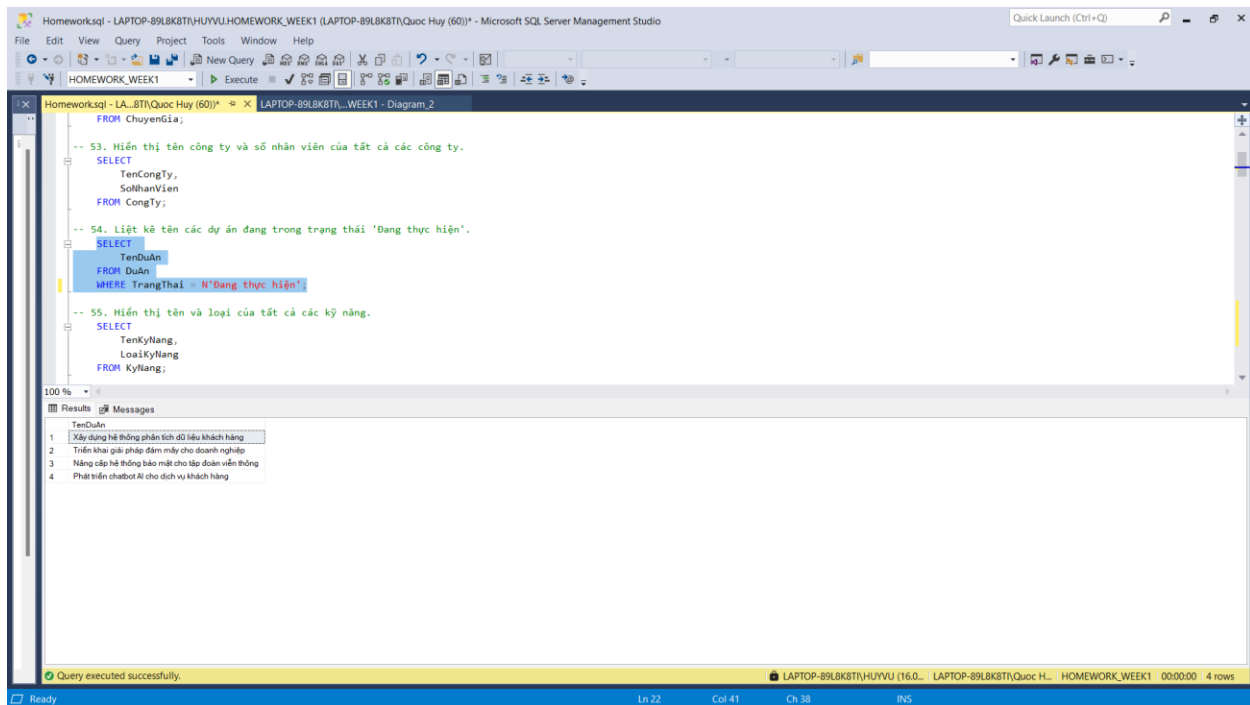 Homework.sql - LAPTOP-89L8K8TI\HUYVU.HOMEWORK_WEEK1 (LAPTOP-89L8K8TI\Quoc Huy (60))* - Microsoft SQL Server Management Studio
Quick Launch (Ctrl+Q)
File Edit View Query Project Tools Window Help
New Query
HOMEWORK_WEEK1 Execute
Homework.sql - LA...8TI\Quoc Huy (60))* LAPTOP-89L8K8TI\...WEEK1 - Diagram_2
FROM ChuyenGia;
-- 53. Hiển thị tên công ty và số nhân viên của tất cả các công ty.
SELECT
TenCongTy,
SoNhanVien
FROM CongTy;
-- 54. Liệt kê tên các dự án đang trong trạng thái 'Đang thực hiện'.
SELECT
TenDuAn
FROM DuAn
WHERE TrangThai = N'Đang thực hiện';
-- 55. Hiển thị tên và loại của tất cả các kỹ năng.
SELECT
TenKyNang,
LoaiKyNang
FROM KyNang;
100 %
Results Messages
TenDuAn
1 Xây dựng hệ thống phân tích dữ liệu khách hàng
2 Triển khai giải pháp đám mây cho doanh nghiệp
3 Nâng cấp hệ thống bảo mật cho tập đoàn viễn thông
4 Phát triển chatbot AI cho dịch vụ khách hàng
Query executed successfully. LAPTOP-89L8K8TI\HUYVU (16.0... LAPTOP-89L8K8TI\Quoc H... HOMEWORK_WEEK1 00:00:00 4 rows
Ready Ln 22 Col 41 Ch 38 INS